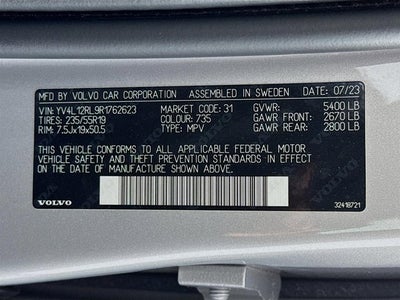 MFD BY VOLVO CAR CORPORATION ASSEMBLED IN SWEDEN DATE: 07/23
VIN: YV4L12RL9R1762623 MARKET CODE: 31 GVWR: 5400 LB
TIRES: 235/55R19 COLOUR: 735 GAWR FRONT: 2670 LB
RIM: 7.5Jx19x50.5 TYPE: MPV GAWR REAR: 2800 LB
THIS VEHICLE CONFORMS TO ALL APPLICABLE FEDERAL MOTOR
VEHICLE SAFETY AND THEFT PREVENTION STANDARDS IN EFFECT ON THE
DATE OF MANUFACTURE SHOWN ABOVE.
VOLVO 32418721